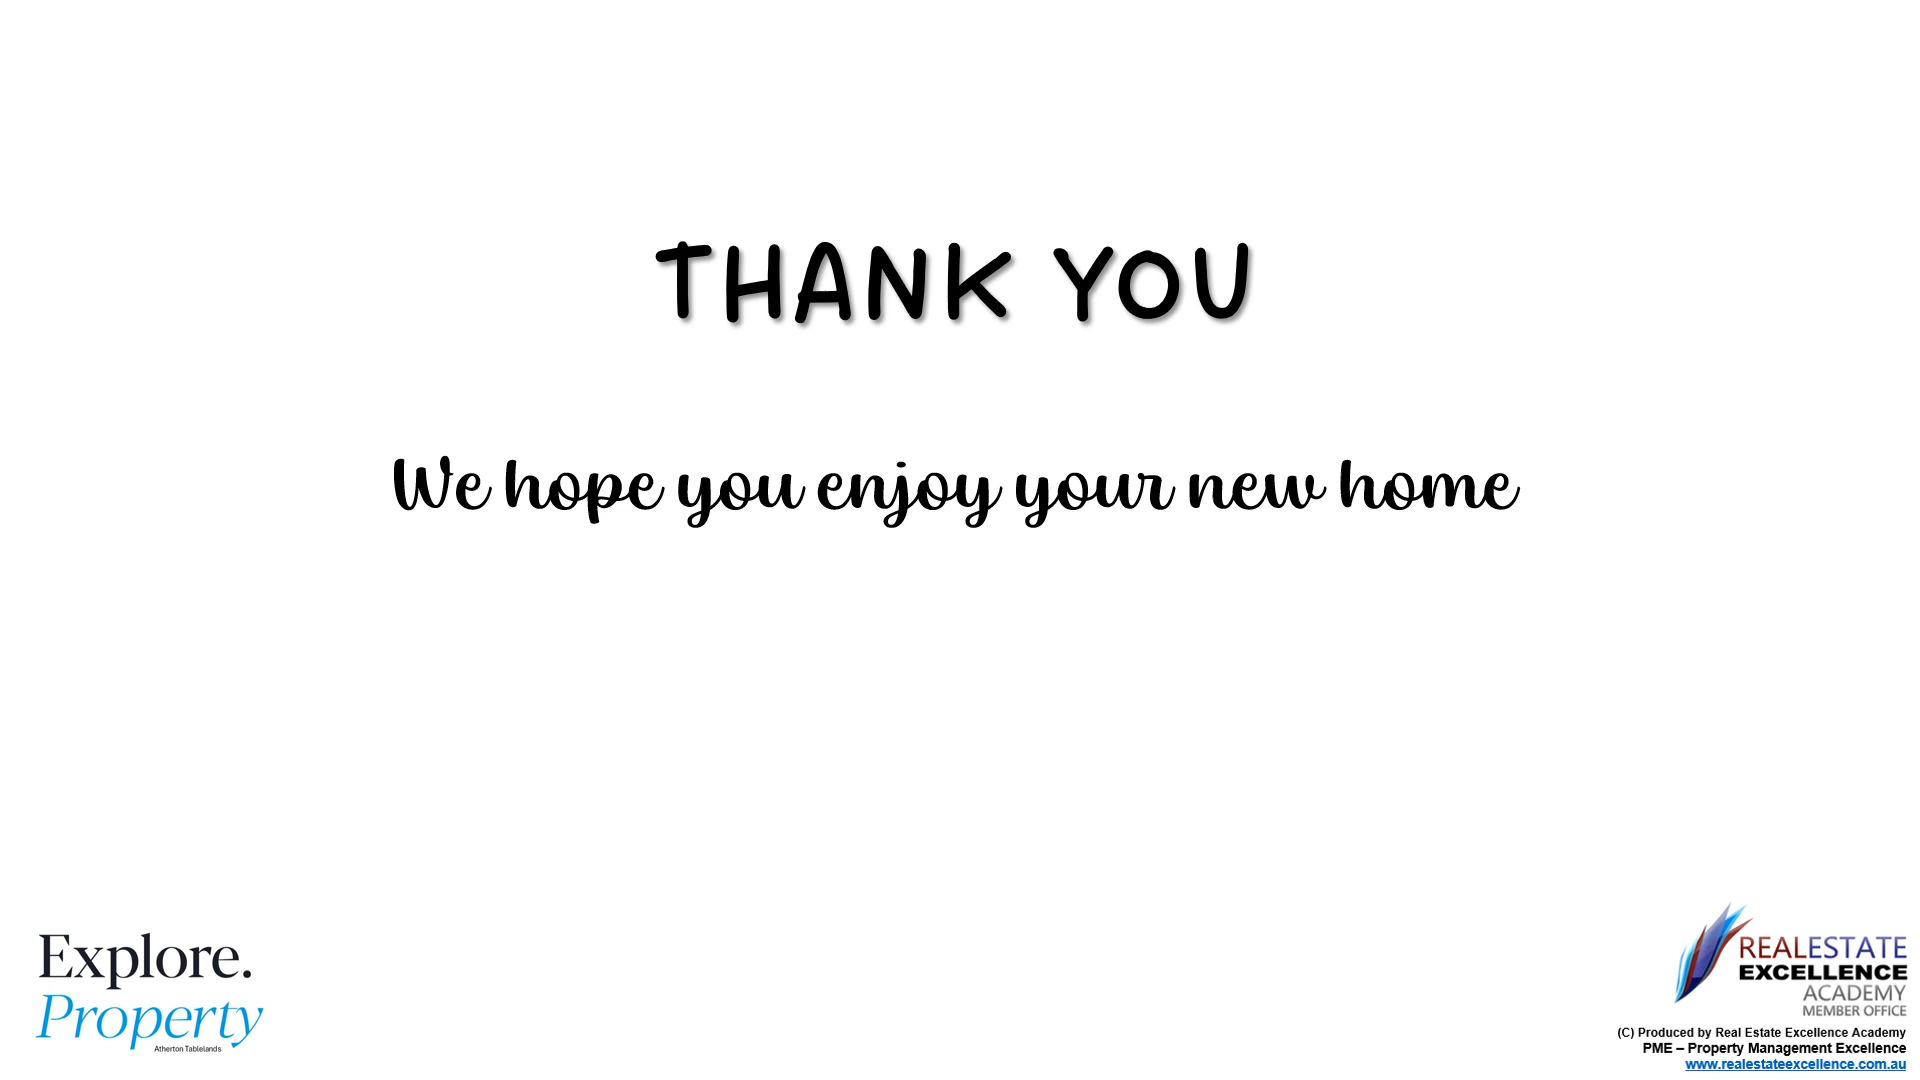 THANK YOU
We hope you enjoy your new home
Explore.
Property
Atherton Tablelands
REALESTATE
EXCELLENCE
ACADEMY
MEMBER OFFICE
(C) Produced by Real Estate Excellence Academy
PME – Property Management Excellence
www.realestateexcellence.com.au